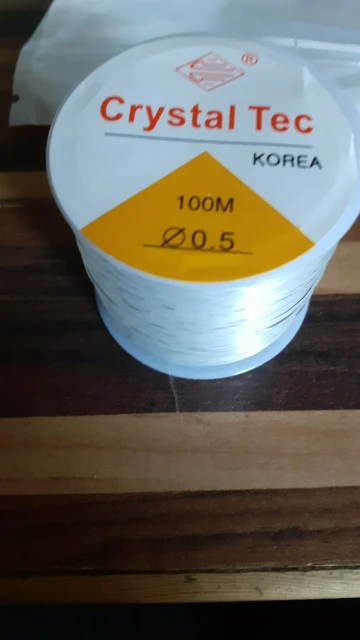 ®
Crystal Tec
KOREA
100M
Ø0.5